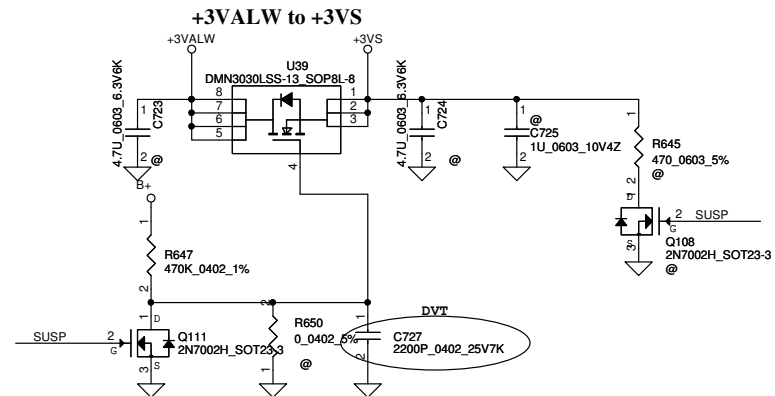 +3VALW to +3VS
+3VALW
+3VS
U39
DMN3030LSS-13_SOP8L-8
8
7
6
5
1
2
3
4
4.7U_0603_6.3V6K
C723
1
2
@
4.7U_0603_6.3V6K
C724
1
2
@
@
1
2
C725
1U_0603_10V4Z
1
2
R645
470_0603_5%
@
D
1
SUSP
2
G
S
3
Q108
2N7002H_SOT23-3
@
B+
1
2
R647
470K_0402_1%
SUSP
2
G
1
D
S
3
Q111
2N7002H_SOT23-3
2
1
R650
0_0402_5%
@
DVT
1
2
C727
2200P_0402_25V7K